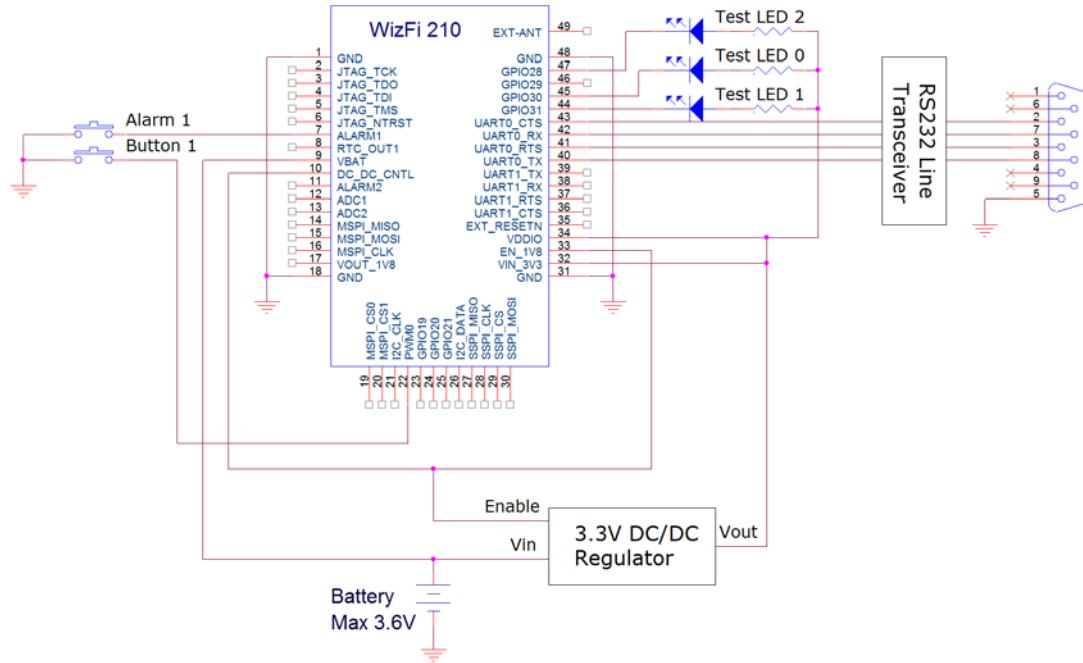 WizFi 210
EXT-ANT 49
1 GND
2 JTAG_TCK
3 JTAG_TDO
4 JTAG_TDI
5 JTAG_TMS
6 JTAG_NTRST
7 ALARM1
8 RTC_OUT1
9 VBAT
10 DC_DC_CNTL
11 ALARM2
12 ADC1
13 ADC2
14 MSPI_MISO
15 MSPI_MOSI
16 MSPI_CLK
17 VOUT_1V8
18 GND
GND 48
GPIO28 47
GPIO29 46
GPIO30 45
GPIO31 44
UART0_CTS 43
UART0_RX 42
UART0_RTS 41
UART0_TX 40
UART1_TX 39
UART1_RX 38
UART1_RTS 37
UART1_CTS 36
EXT_RESETN 35
VDDIO 34
EN_1V8 33
VIN_3V3 32
GND 31
MSPI_CS0 19
MSPI_CS1 20
I2C_CLK 21
PWM0 22
GPIO19 23
GPIO20 24
GPIO21 25
I2C_DATA 26
SSPI_MISO 27
SSPI_CLK 28
SSPI_CS 29
SSPI_MOSI 30
Alarm 1
Button 1
Test LED 2
Test LED 0
Test LED 1
RS232 Line
Transceiver
1
6
2
7
3
8
4
9
5
Enable
Vin
3.3V DC/DC
Regulator
Vout
Battery
Max 3.6V